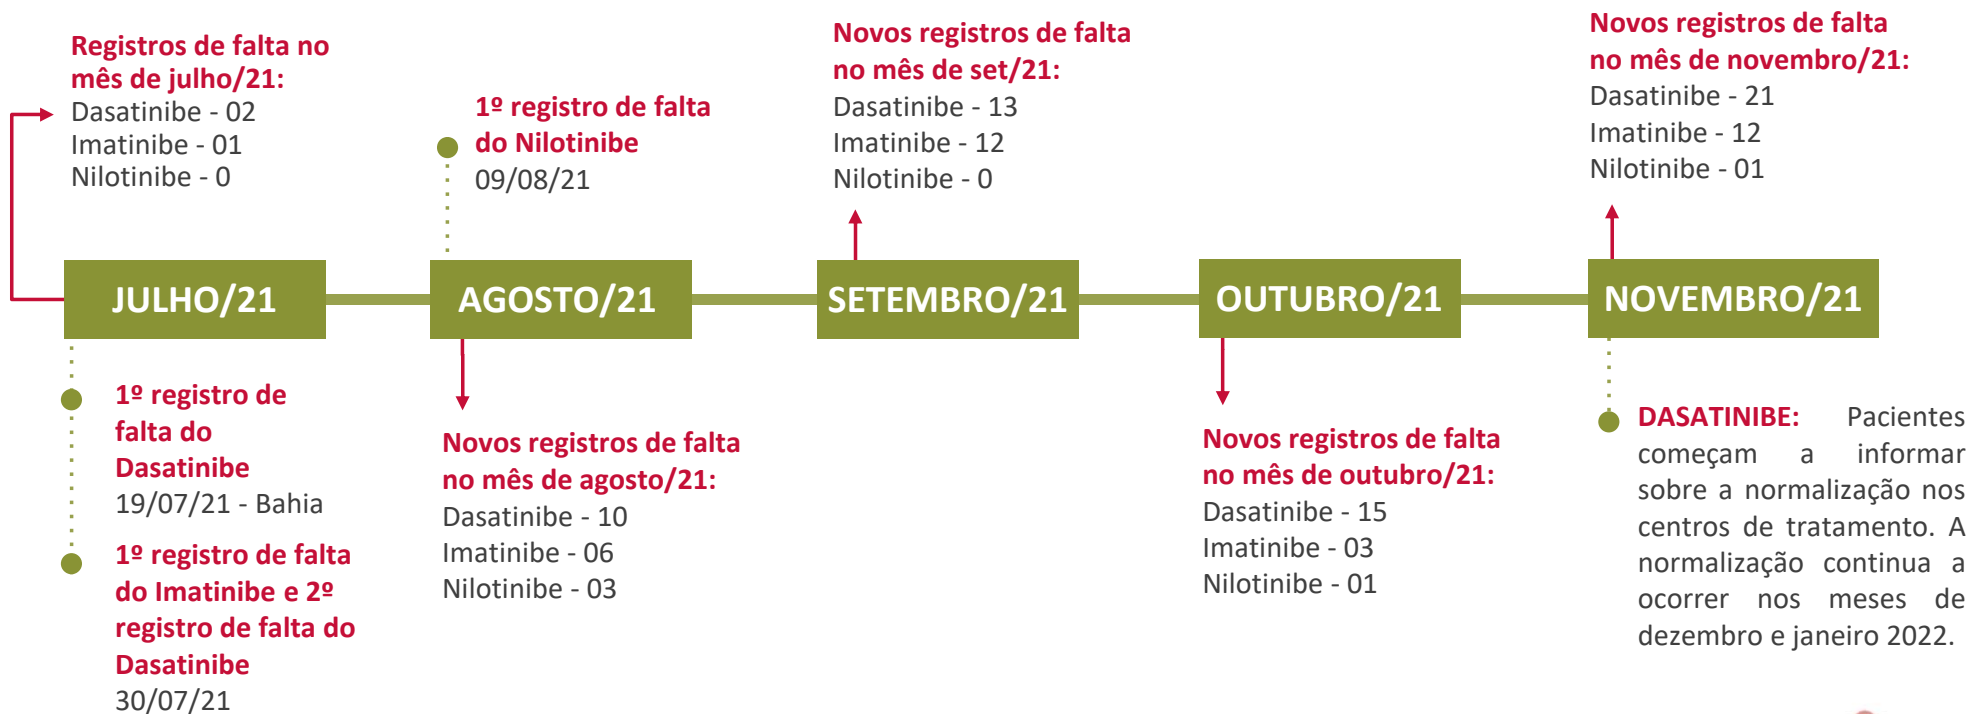 Registros de falta no
mês de julho/21:
Dasatinibe - 02
Imatinibe - 01
Nilotinibe - 0
1º registro de falta
do Nilotinibe
09/08/21
Novos registros de falta
no mês de set/21:
Dasatinibe - 13
Imatinibe - 12
Nilotinibe - 0
Novos registros de falta
no mês de novembro/21:
Dasatinibe - 21
Imatinibe - 12
Nilotinibe - 01
JULHO/21
AGOSTO/21
SETEMBRO/21
OUTUBRO/21
NOVEMBRO/21
1º registro de
falta do
Dasatinibe
19/07/21 - Bahia
1º registro de falta
do Imatinibe e 2º
registro de falta do
Dasatinibe
30/07/21
Novos registros de falta
no mês de agosto/21:
Dasatinibe - 10
Imatinibe - 06
Nilotinibe - 03
Novos registros de falta
no mês de outubro/21:
Dasatinibe - 15
Imatinibe - 03
Nilotinibe - 01
DASATINIBE: Pacientes
começam a informar
sobre a normalização nos
centros de tratamento. A
normalização continua a
ocorrer nos meses de
dezembro e janeiro 2022.